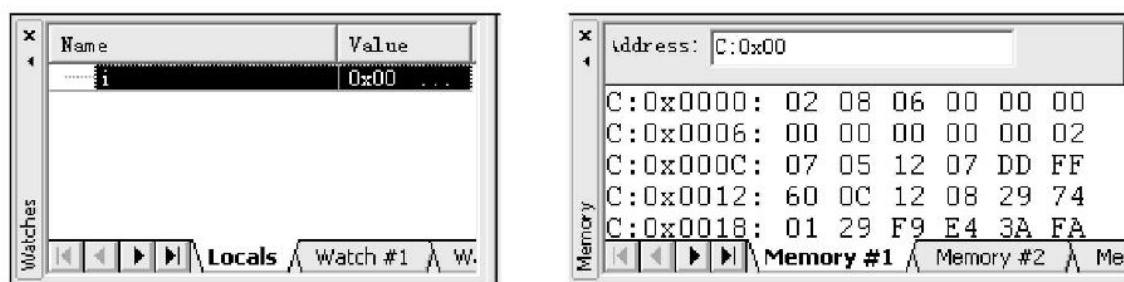 Name Value
i 0x00 ...
Watches
Locals Watch #1 W
Address: C:0x00
C:0x0000: 02 08 06 00 00 00
C:0x0006: 00 00 00 00 00 02
C:0x000C: 07 05 12 07 DD FF
C:0x0012: 60 0C 12 08 29 74
C:0x0018: 01 29 F9 E4 3A FA
Memory
Memory #1 Memory #2 Me